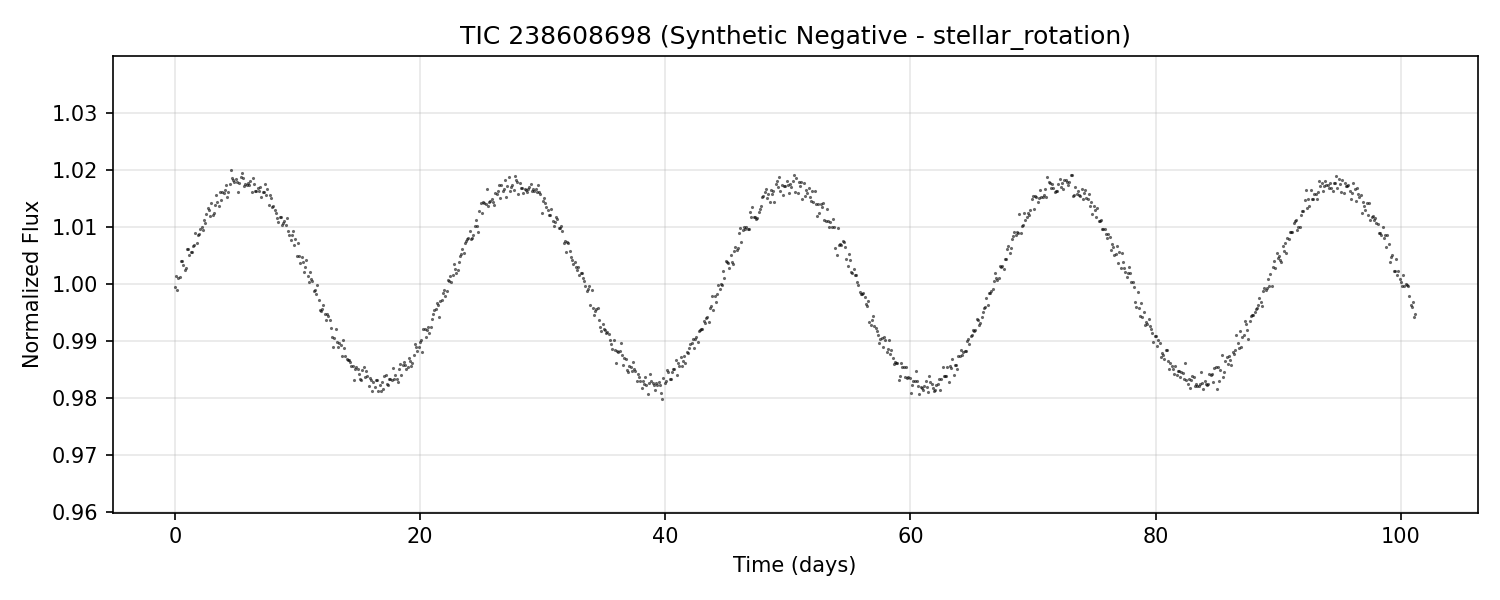 TIC 238608698 (Synthetic Negative - stellar_rotation)
Normalized Flux
1.03
1.02
1.01
1.00
0.99
0.98
0.97
0.96
0 20 40 60 80 100
Time (days)